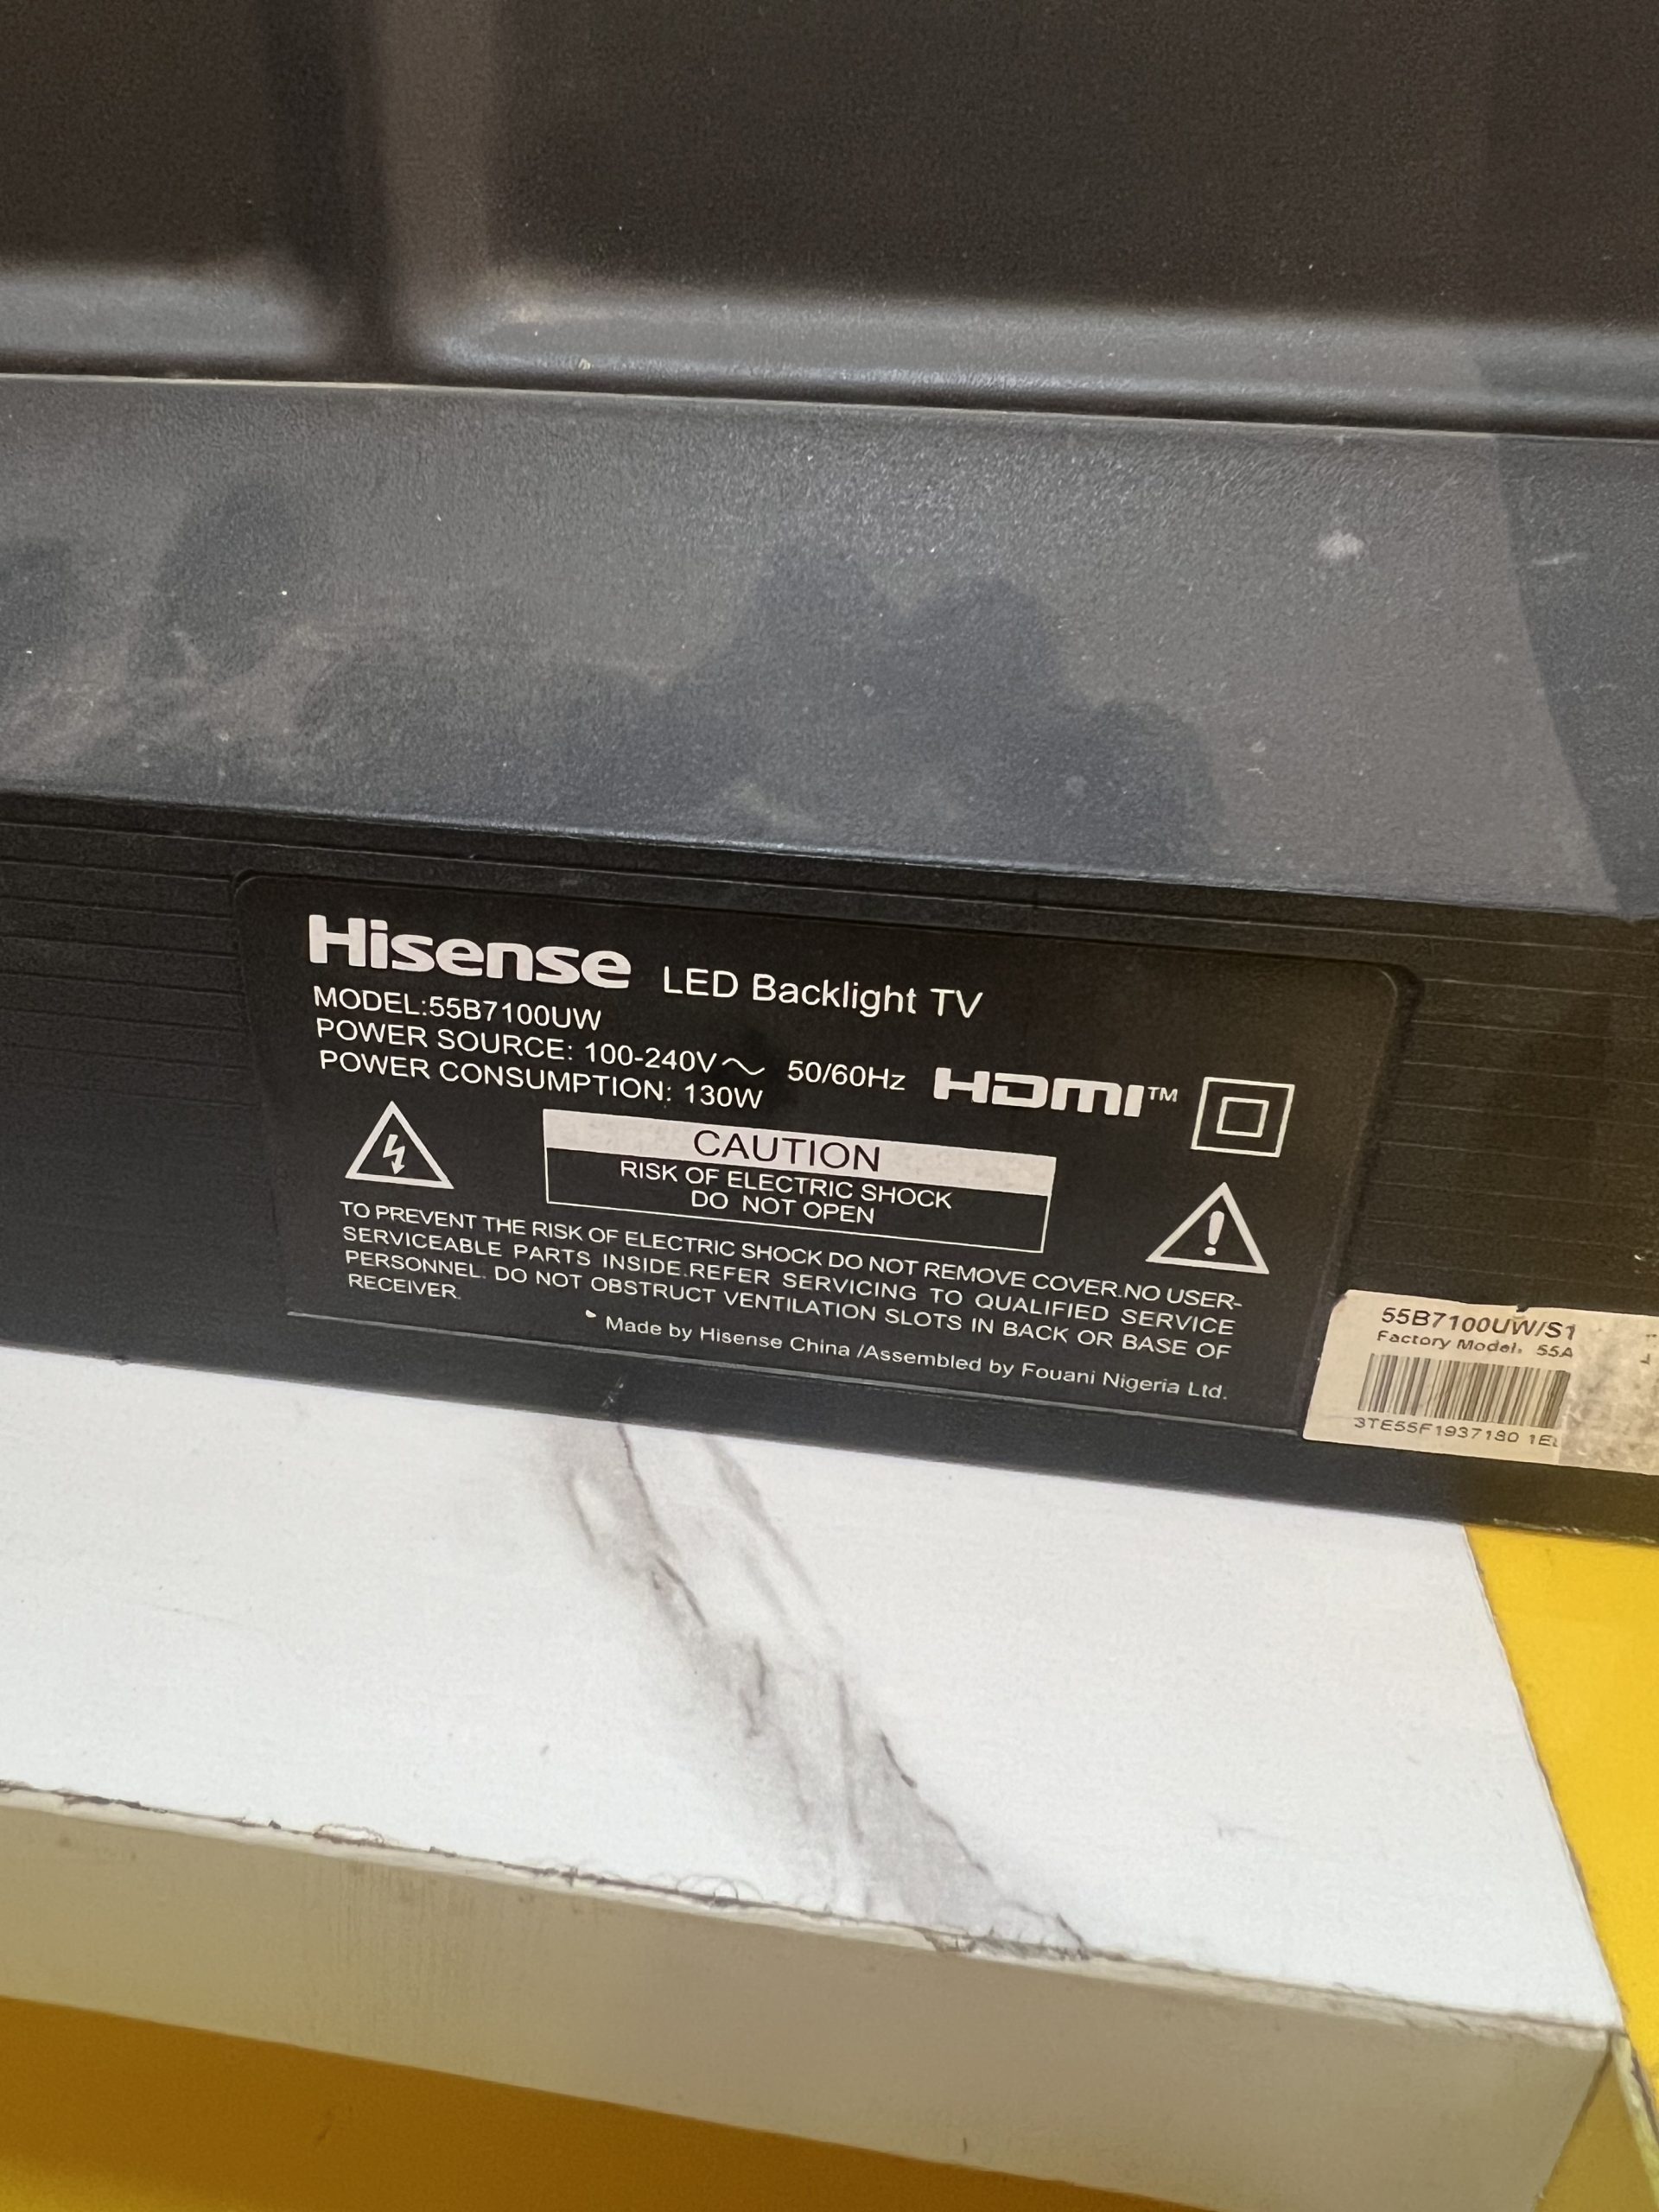 Hisense LED Backlight TV
MODEL:55B7100UW
POWER SOURCE: 100-240V～ 50/60Hz HDMI™
POWER CONSUMPTION: 130W
CAUTION
RISK OF ELECTRIC SHOCK
DO NOT OPEN
TO PREVENT THE RISK OF ELECTRIC SHOCK DO NOT REMOVE COVER.NO USER-
SERVICEABLE PARTS INSIDE.REFER SERVICING TO QUALIFIED SERVICE
PERSONNEL. DO NOT OBSTRUCT VENTILATION SLOTS IN BACK OR BASE OF
RECEIVER.
Made by Hisense China /Assembled by Fouani Nigeria Ltd.
55B7100UW/S1
Factory Model: 55A
3TE55F1937180